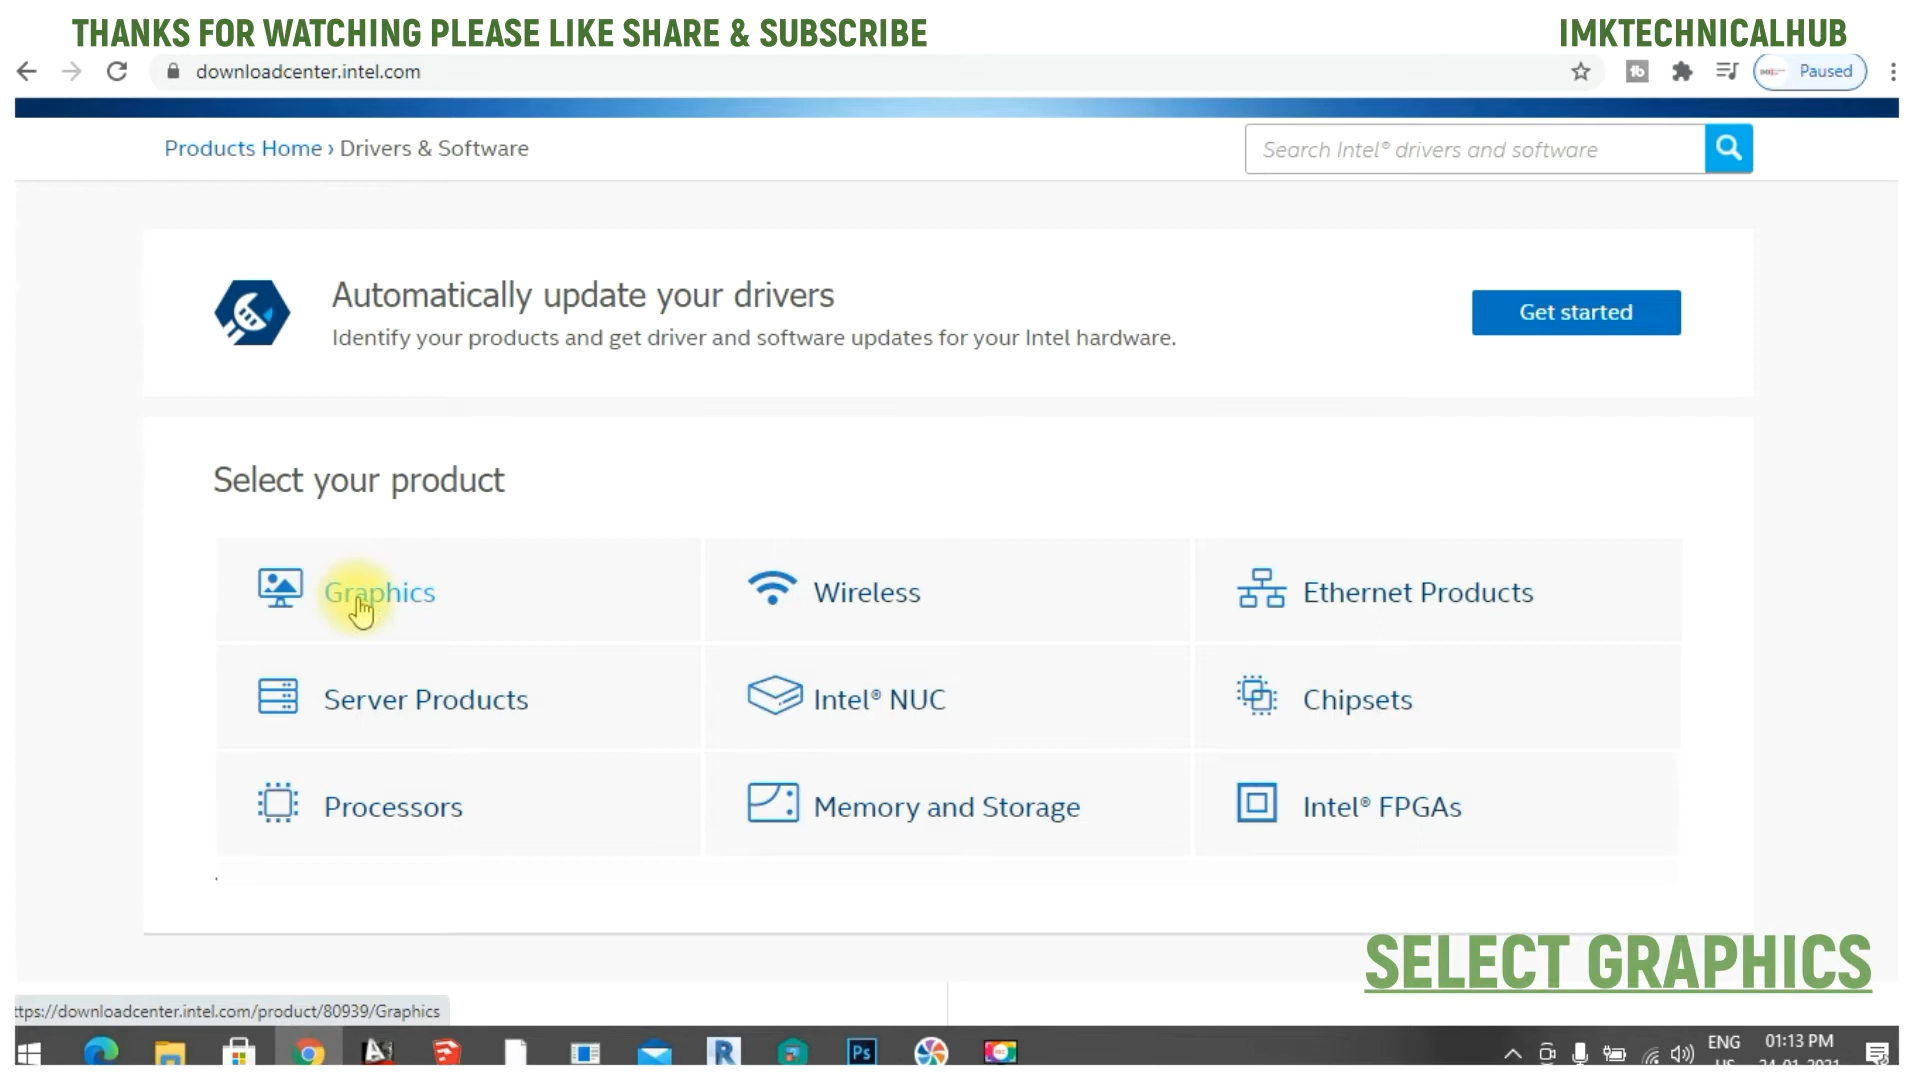 THANKS FOR WATCHING PLEASE LIKE SHARE & SUBSCRIBE
IMKTECHNICALHUB
downloadcenter.intel.com
Paused
Products Home › Drivers & Software
Search Intel® drivers and software
Automatically update your drivers
Identify your products and get driver and software updates for your Intel hardware.
Get started
Select your product
Graphics
Wireless
Ethernet Products
Server Products
Intel® NUC
Chipsets
Processors
Memory and Storage
Intel® FPGAs
SELECT GRAPHICS
ttps://downloadcenter.intel.com/product/80939/Graphics
Ps
ENG
01:13 PM